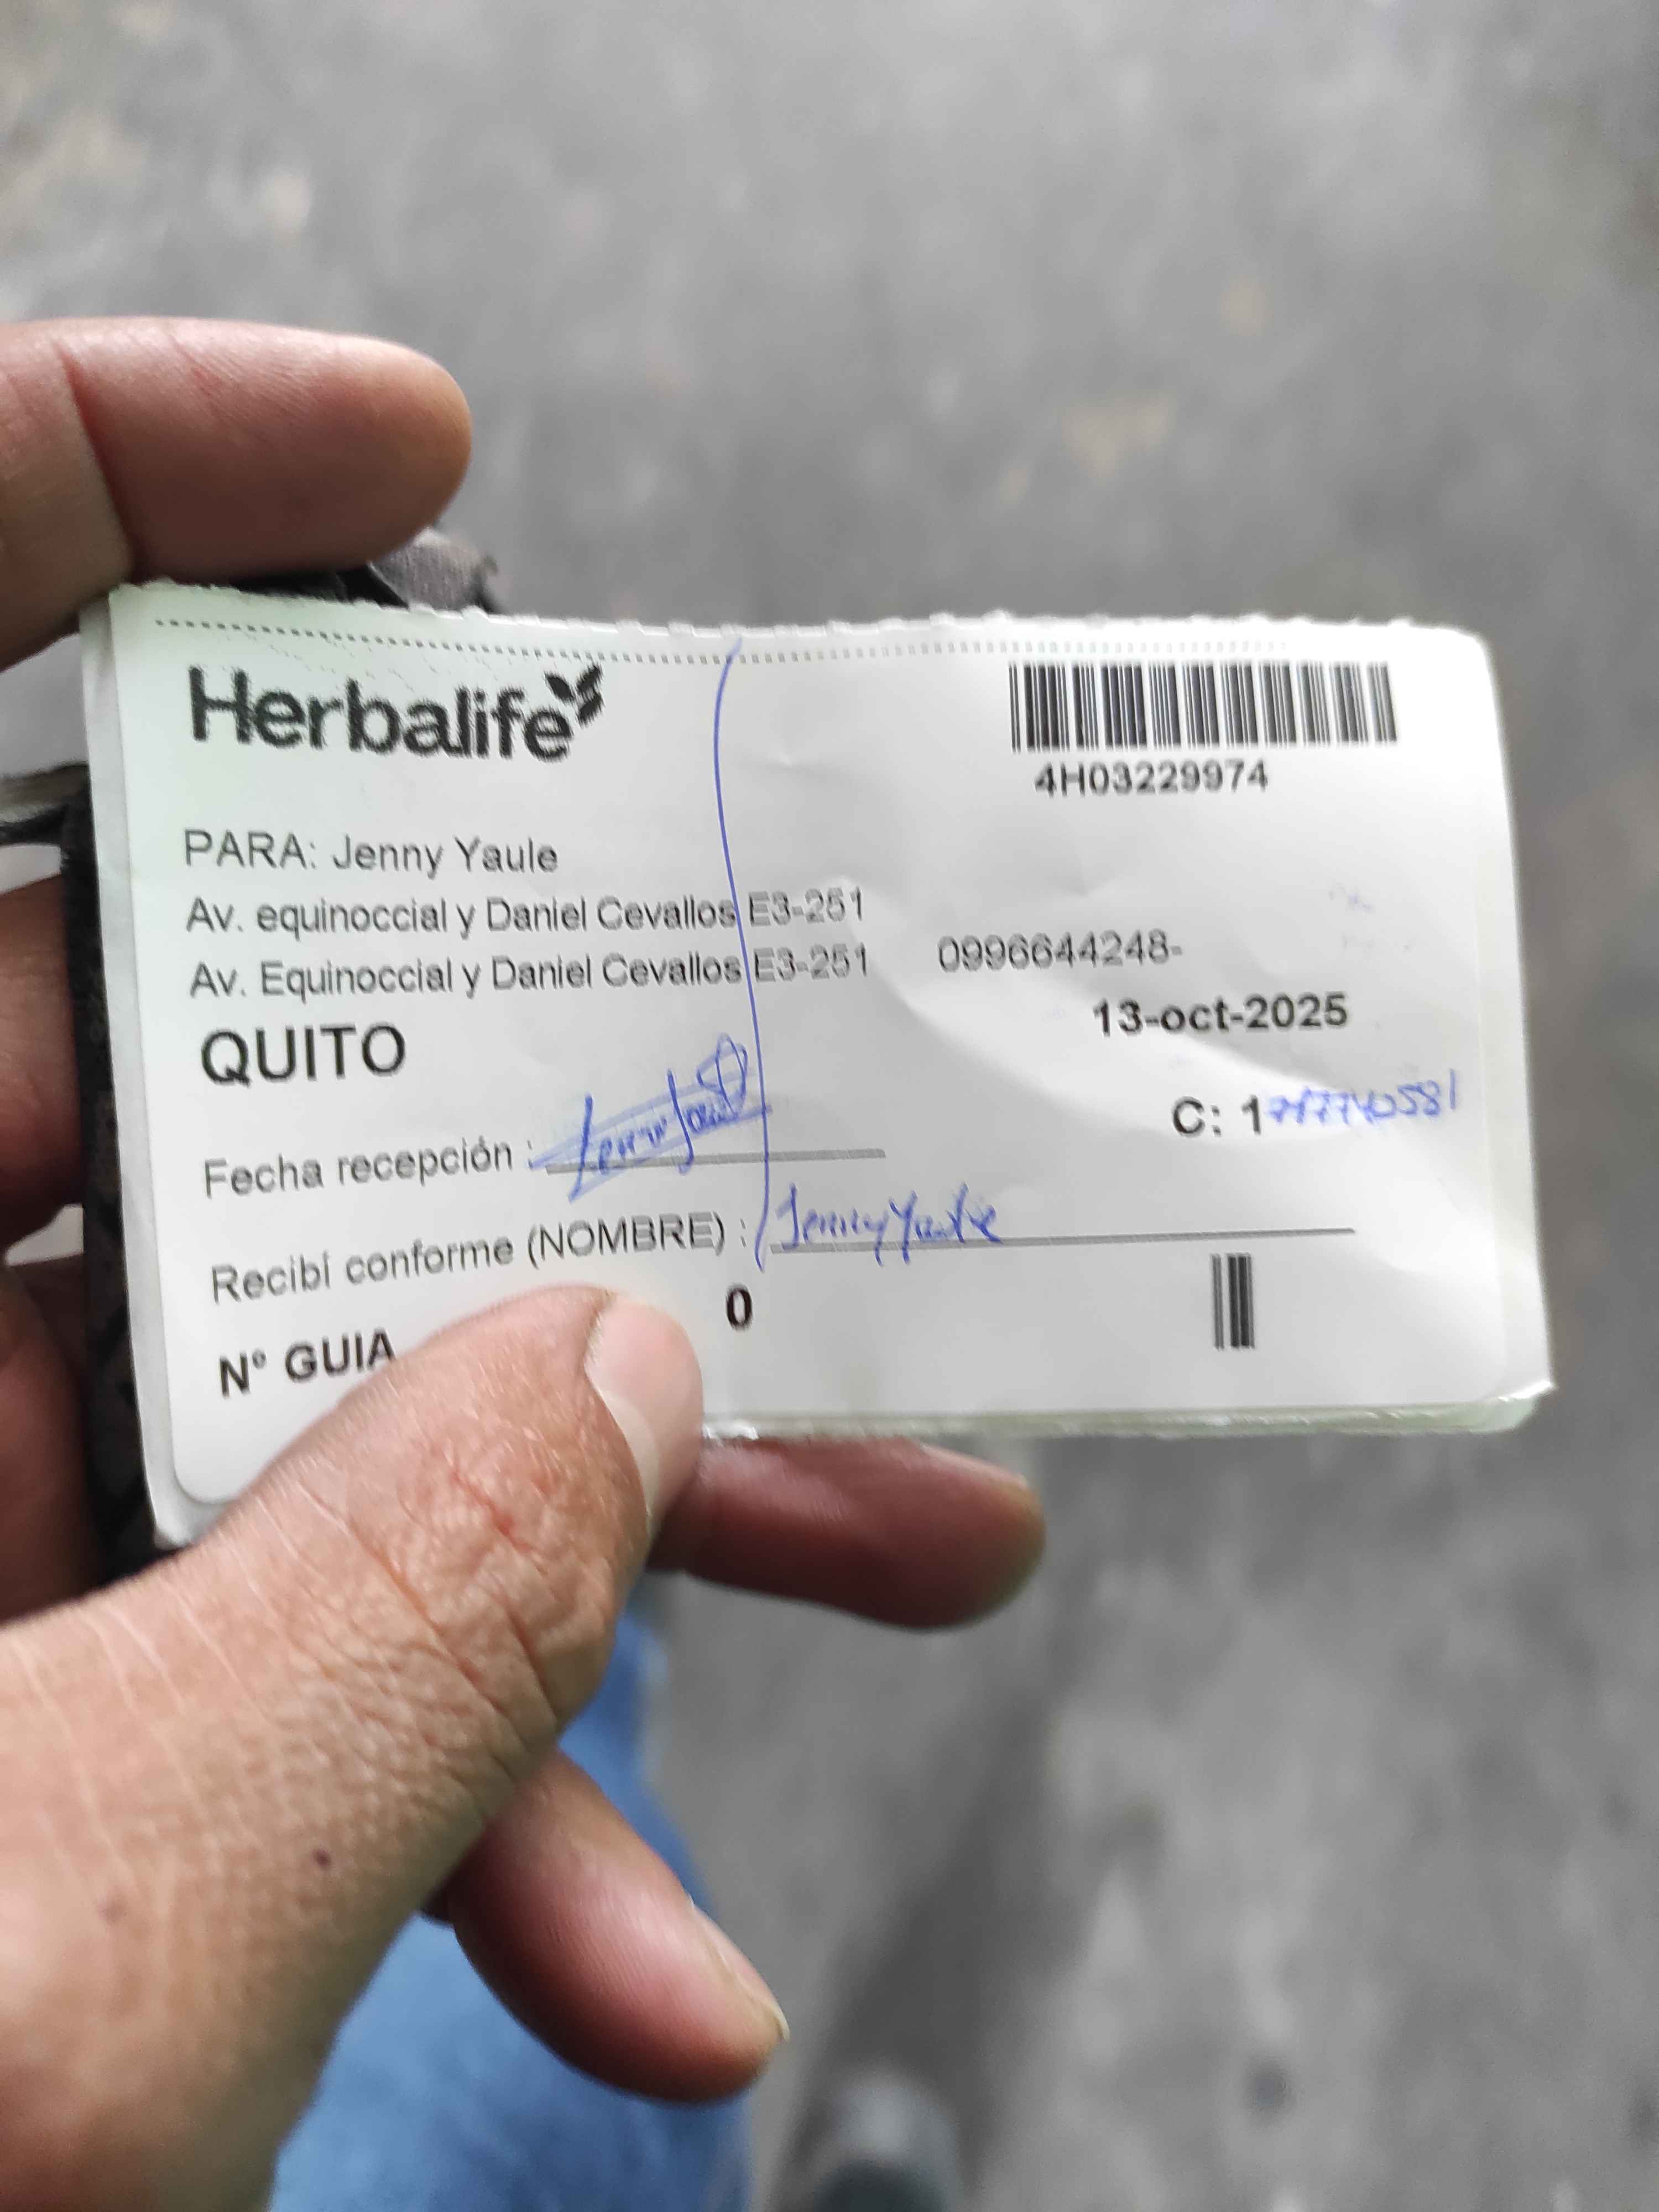 Herbalife
4H03229974
PARA: Jenny Yaule
Av. equinoccial y Daniel Cevallos E3-251
Av. Equinoccial y Daniel Cevallos E3-251 0996644248-
13-oct-2025
QUITO
C: 1
Fecha recepción :
Recibí conforme (NOMBRE) : Jenny Yaule
N° GUIA 0